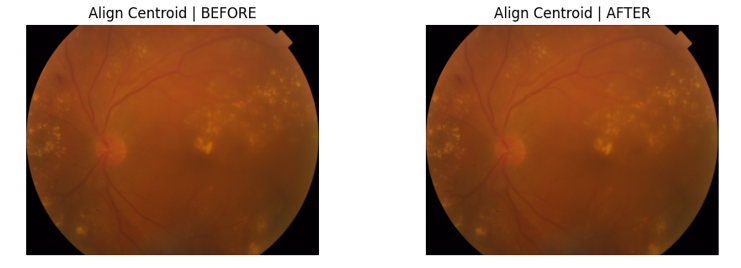 Align Centroid | BEFORE
Align Centroid | AFTER